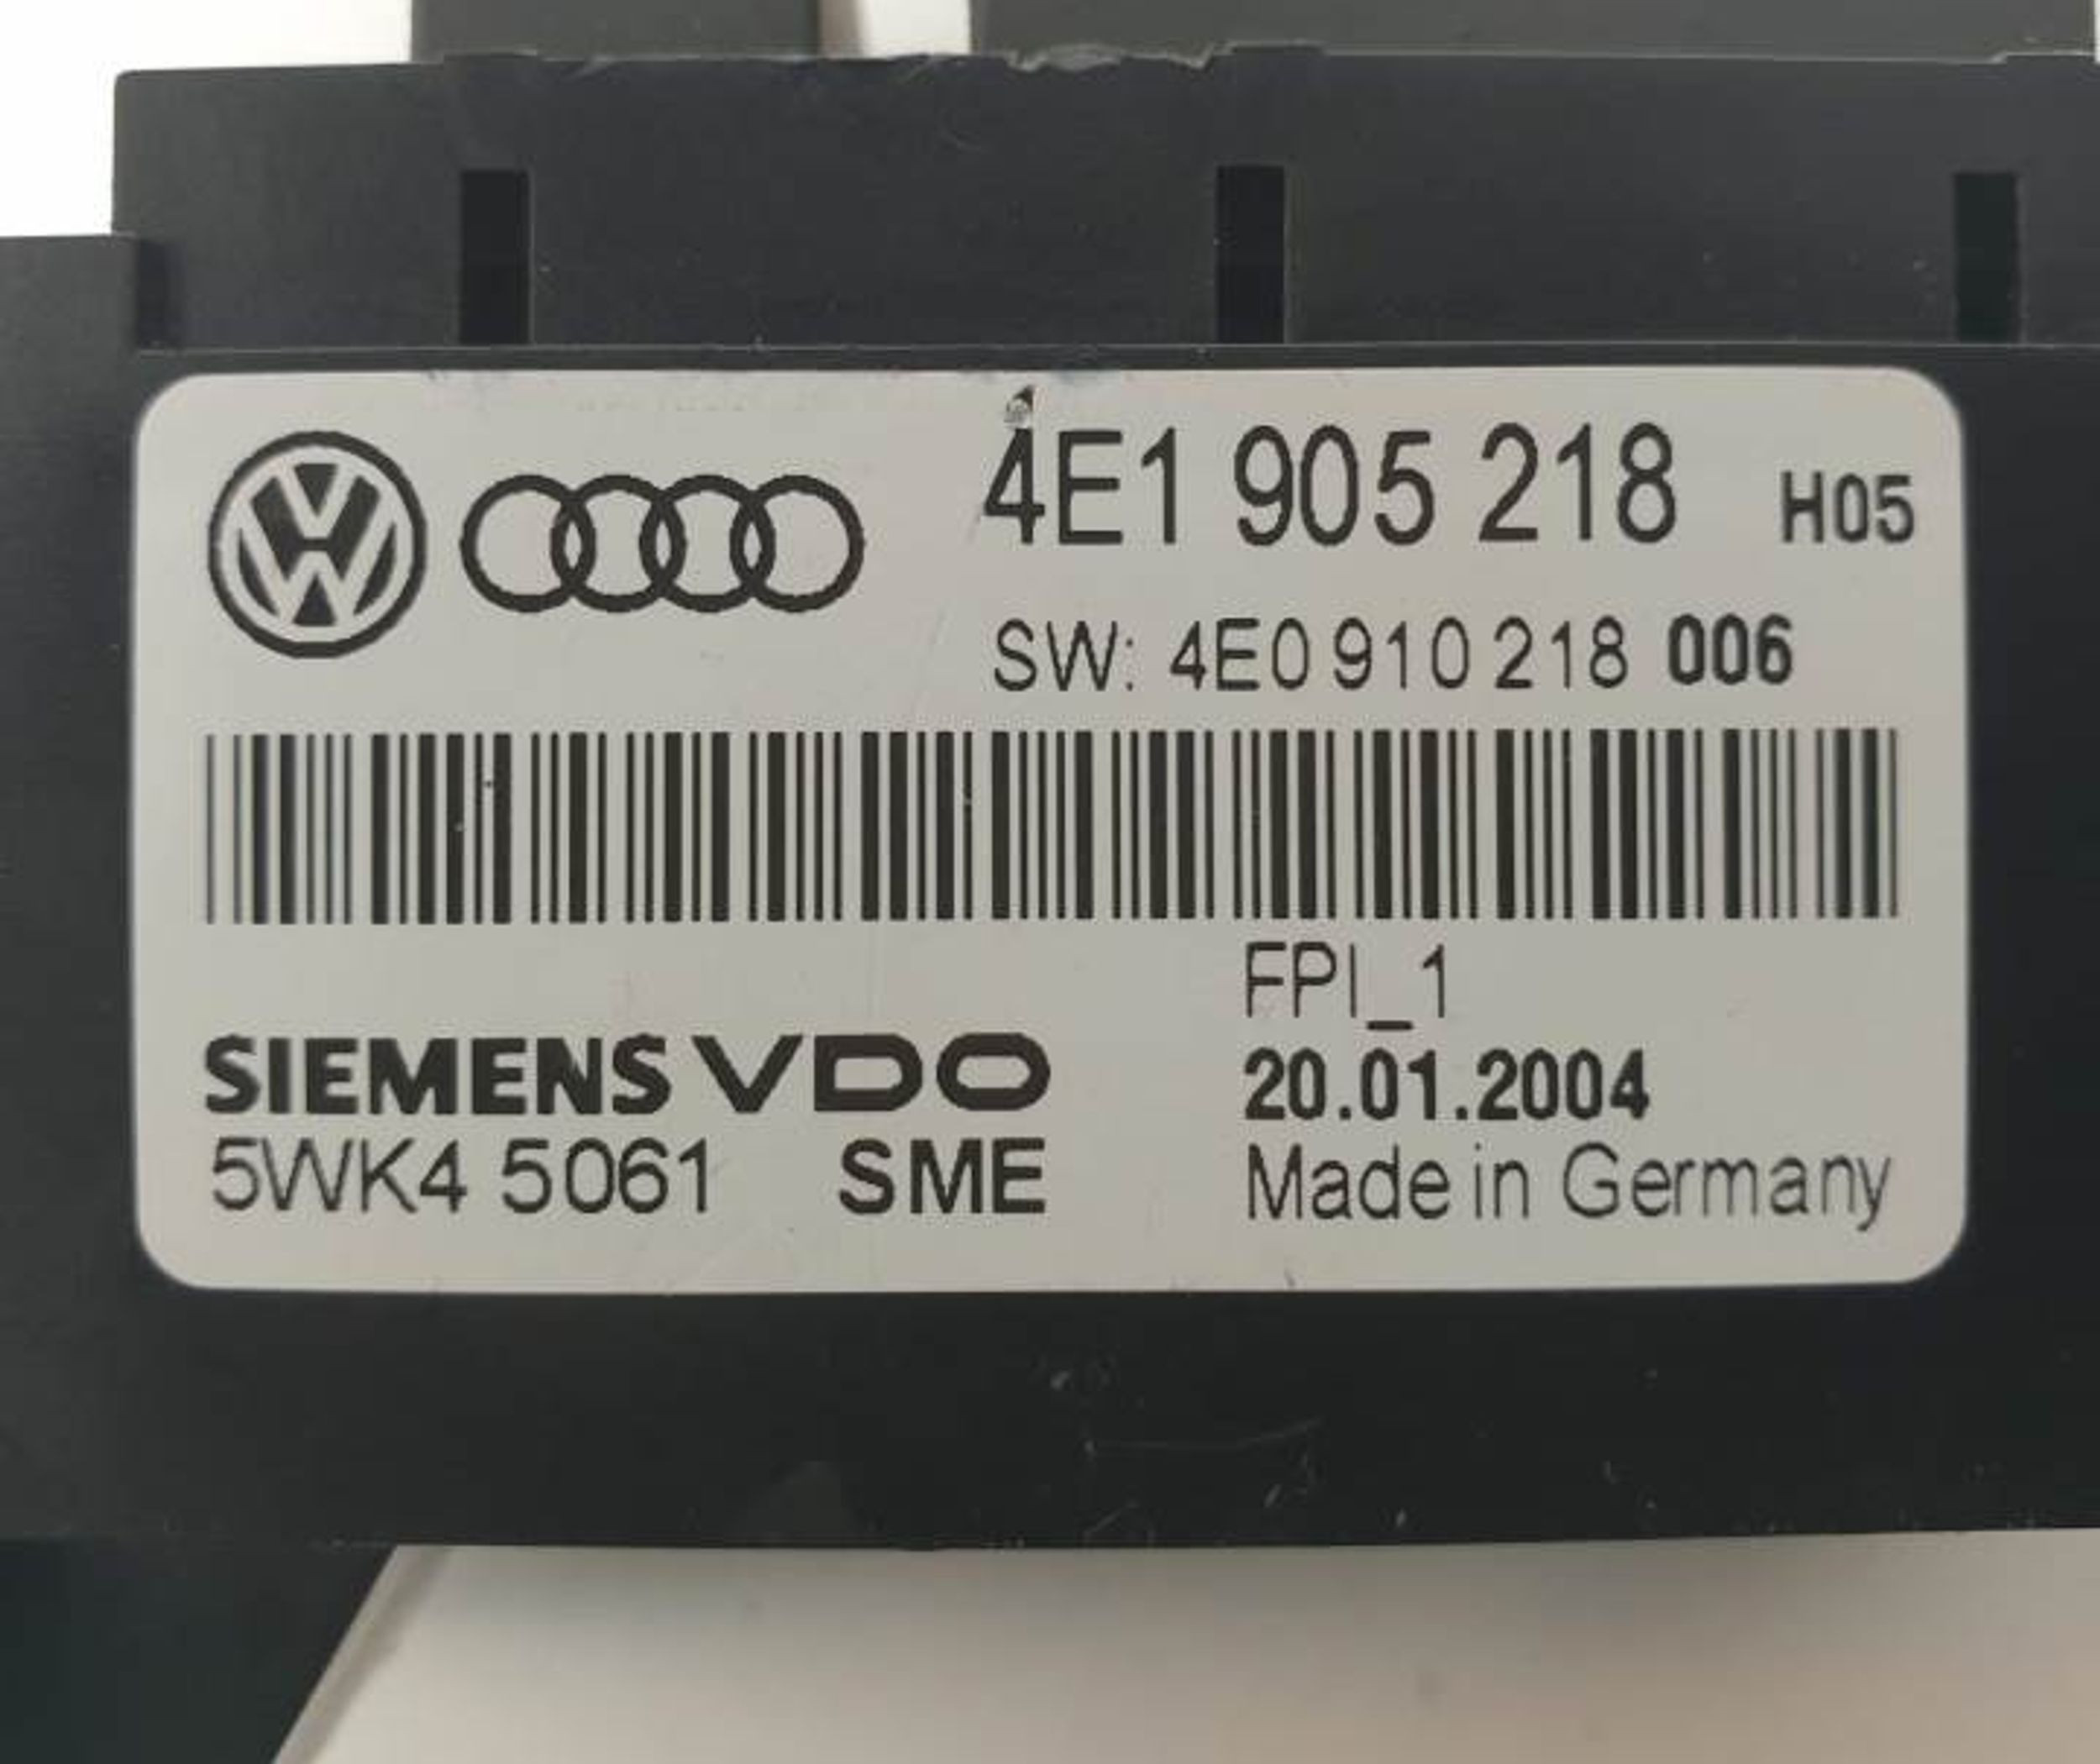 4E1 905 218 H05
SW: 4E0 910 218 006
FPI_1
SIEMENS VDO
20.01.2004
5WK4 5061 SME
Made in Germany